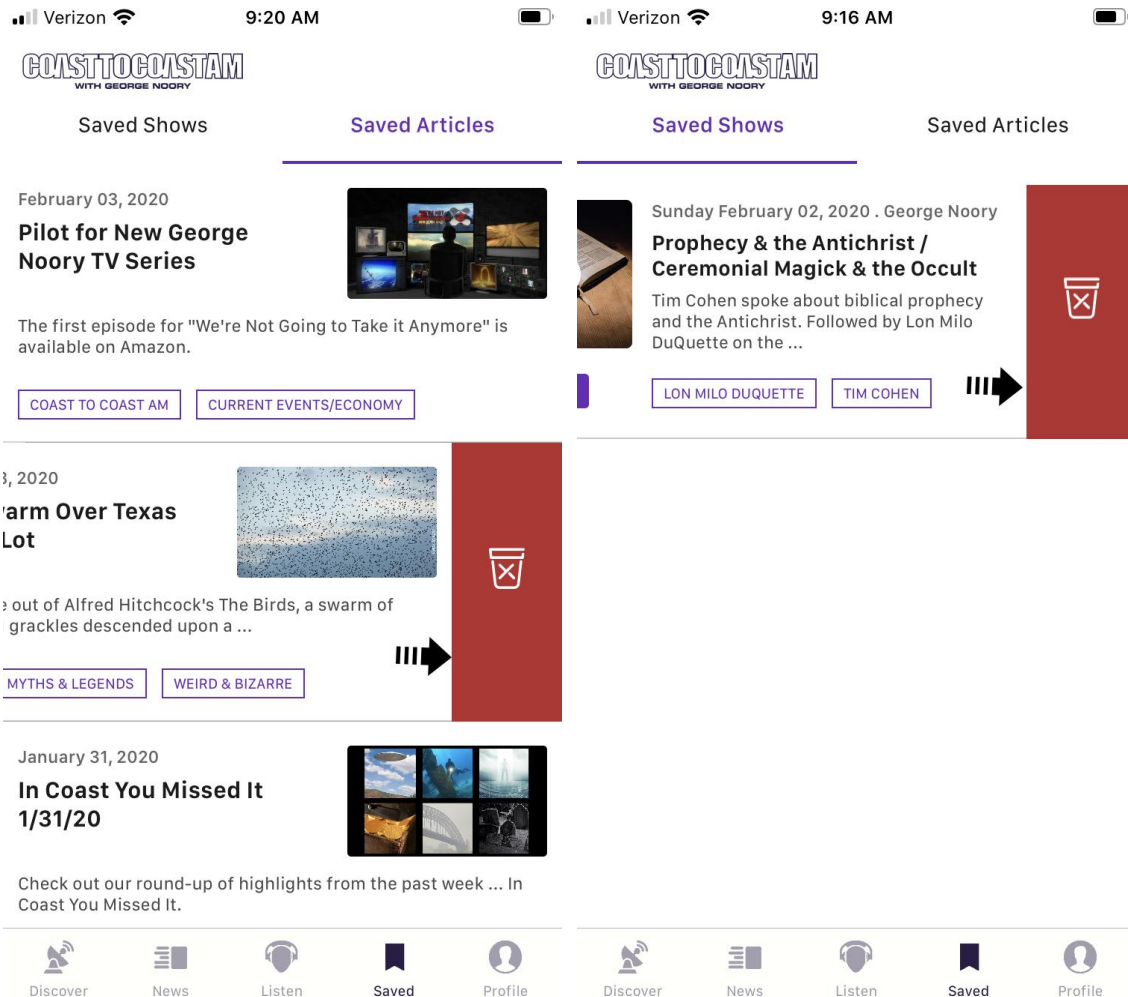 Verizon 9:20 AM
COASTTOCOASTAM
WITH GEORGE NOORY
Saved Shows Saved Articles
February 03, 2020
Pilot for New George
Noory TV Series
The first episode for "We're Not Going to Take it Anymore" is
available on Amazon.
COAST TO COAST AM CURRENT EVENTS/ECONOMY
3, 2020
arm Over Texas
Lot
e out of Alfred Hitchcock's The Birds, a swarm of
grackles descended upon a ...
MYTHS & LEGENDS WEIRD & BIZARRE
January 31, 2020
In Coast You Missed It
1/31/20
Check out our round-up of highlights from the past week ... In
Coast You Missed It.
Discover News Listen Saved Profile
Verizon 9:16 AM
COASTTOCOASTAM
WITH GEORGE NOORY
Saved Shows Saved Articles
Sunday February 02, 2020 . George Noory
Prophecy & the Antichrist /
Ceremonial Magick & the Occult
Tim Cohen spoke about biblical prophecy
and the Antichrist. Followed by Lon Milo
DuQuette on the ...
LON MILO DUQUETTE TIM COHEN
Discover News Listen Saved Profile